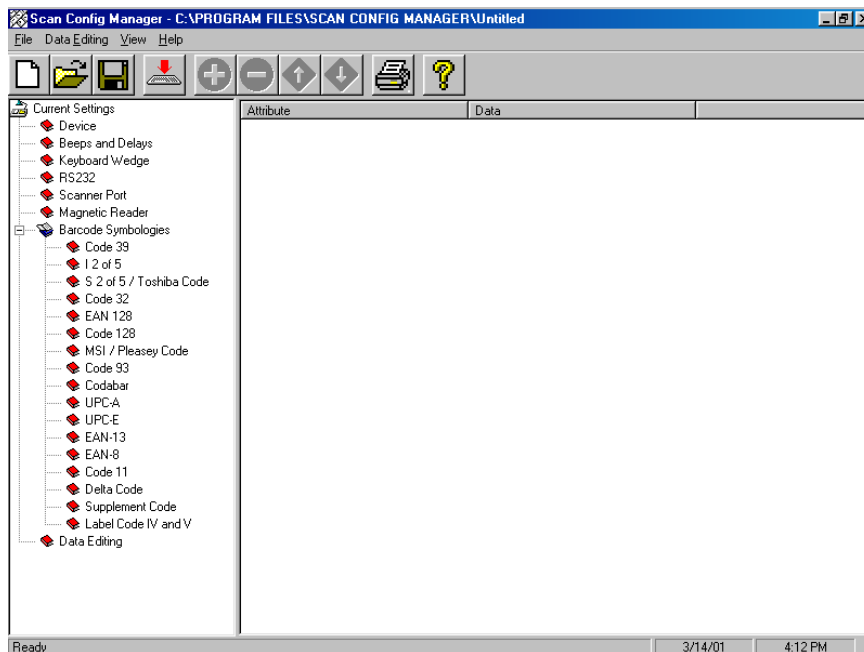 Scan Config Manager - C:\PROGRAM FILES\SCAN CONFIG MANAGER\Untitled
File Data Editing View Help
Current Settings
Attribute Data
Device
Beeps and Delays
Keyboard Wedge
RS232
Scanner Port
Magnetic Reader
Barcode Symbologies
Code 39
I 2 of 5
S 2 of 5 / Toshiba Code
Code 32
EAN 128
Code 128
MSI / Pleasey Code
Code 93
Codabar
UPC-A
UPC-E
EAN-13
EAN-8
Code 11
Delta Code
Supplement Code
Label Code IV and V
Data Editing
Ready 3/14/01 4:12 PM